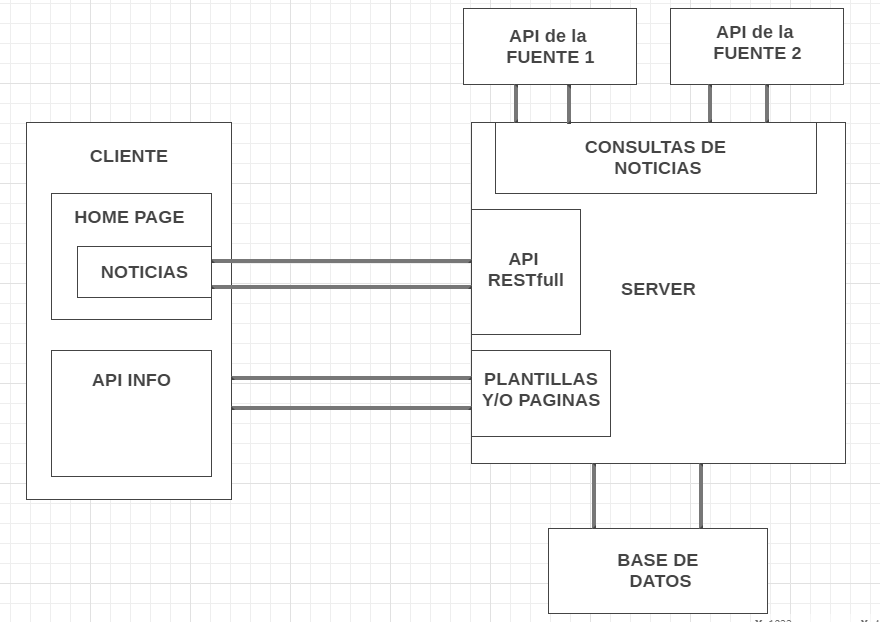 API de la
FUENTE 1
API de la
FUENTE 2
CLIENTE
HOME PAGE
NOTICIAS
API INFO
CONSULTAS DE
NOTICIAS
API
RESTfull
SERVER
PLANTILLAS
Y/O PAGINAS
BASE DE
DATOS